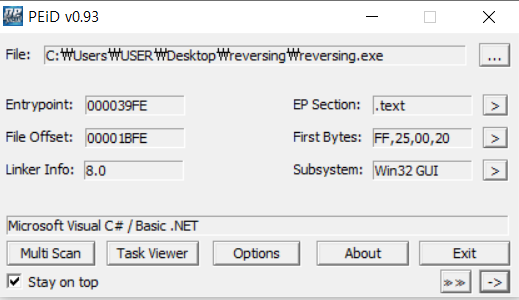 PEiD v0.93
File: C:₩Users₩USER₩Desktop₩reversing₩reversing.exe ...
Entrypoint: 000039FE EP Section: .text >
File Offset: 00001BFE First Bytes: FF,25,00,20 >
Linker Info: 8.0 Subsystem: Win32 GUI >
Microsoft Visual C# / Basic .NET
Multi Scan Task Viewer Options About Exit
Stay on top >> ->